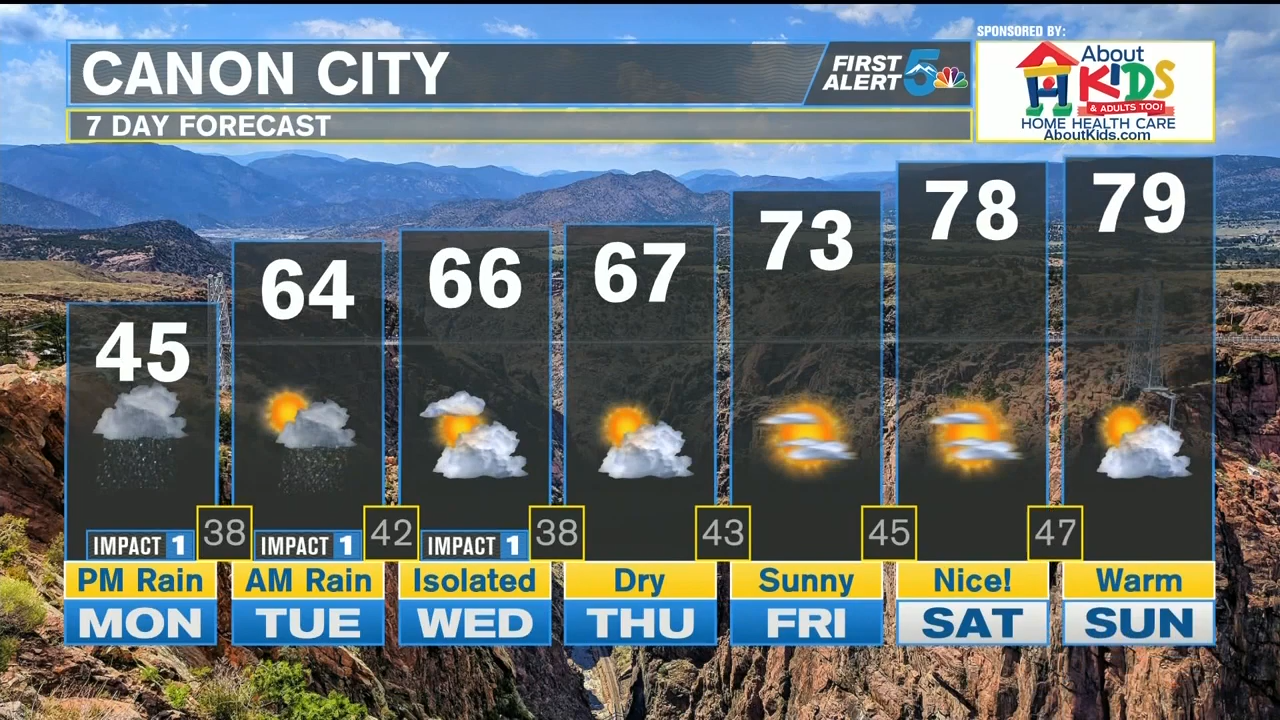 CANON CITY
7 DAY FORECAST
FIRST
ALERT 5
SPONSORED BY:
About
KIDS
& ADULTS TOO!
HOME HEALTH CARE
AboutKids.com
45
64
66
67
73
78
79
38
42
38
43
45
47
IMPACT 1
IMPACT 1
IMPACT 1
PM Rain
AM Rain
Isolated
Dry
Sunny
Nice!
Warm
MON
TUE
WED
THU
FRI
SAT
SUN